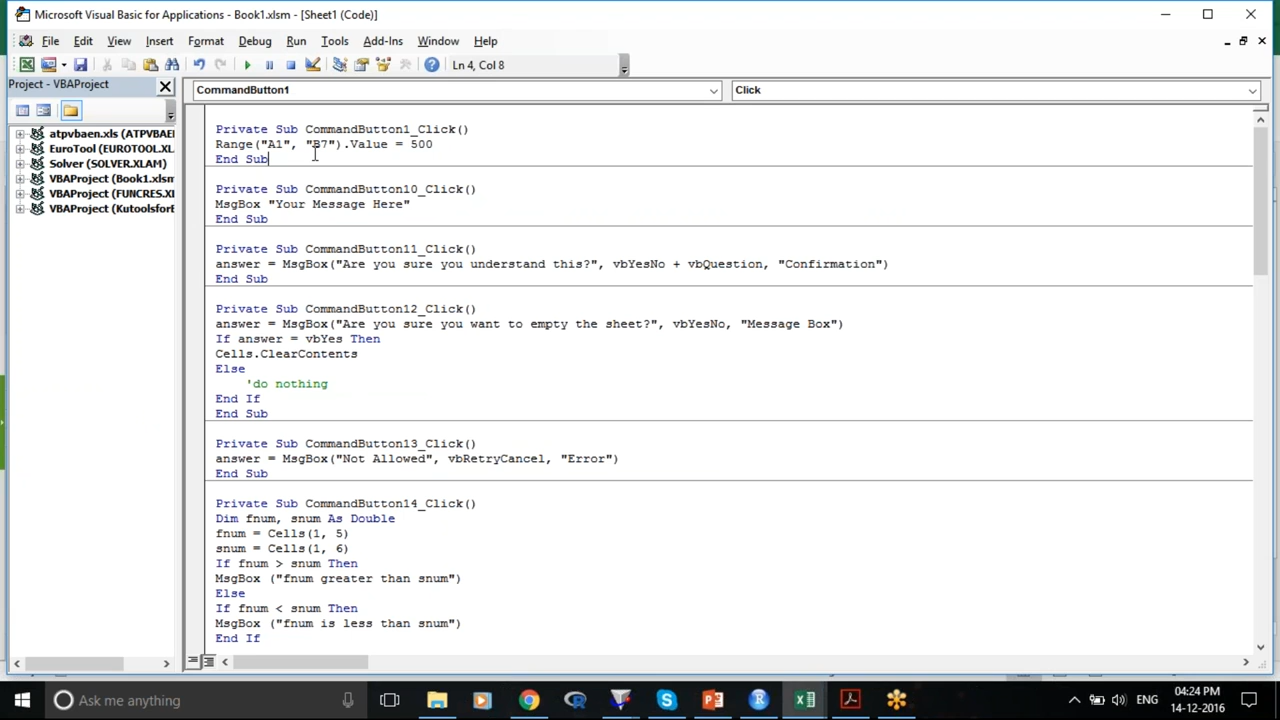 Microsoft Visual Basic for Applications - Book1.xlsm - [Sheet1 (Code)]
File Edit View Insert Format Debug Run Tools Add-Ins Window Help
Ln 4, Col 8
Project - VBAProject
CommandButton1
Click
atpvbaen.xls (ATPVBAE
EuroTool (EUROTOOL.XL
Solver (SOLVER.XLAM)
VBAProject (Book1.xlsm
VBAProject (FUNCRES.XL
VBAProject (KutoolsforE
Private Sub CommandButton1_Click()
Range("A1", "B7").Value = 500
End Sub
Private Sub CommandButton10_Click()
MsgBox "Your Message Here"
End Sub
Private Sub CommandButton11_Click()
answer = MsgBox("Are you sure you understand this?", vbYesNo + vbQuestion, "Confirmation")
End Sub
Private Sub CommandButton12_Click()
answer = MsgBox("Are you sure you want to empty the sheet?", vbYesNo, "Message Box")
If answer = vbYes Then
Cells.ClearContents
Else
'do nothing
End If
End Sub
Private Sub CommandButton13_Click()
answer = MsgBox("Not Allowed", vbRetryCancel, "Error")
End Sub
Private Sub CommandButton14_Click()
Dim fnum, snum As Double
fnum = Cells(1, 5)
snum = Cells(1, 6)
If fnum > snum Then
MsgBox ("fnum greater than snum")
Else
If fnum < snum Then
MsgBox ("fnum is less than snum")
End If
Ask me anything
ENG
04:24 PM
14-12-2016